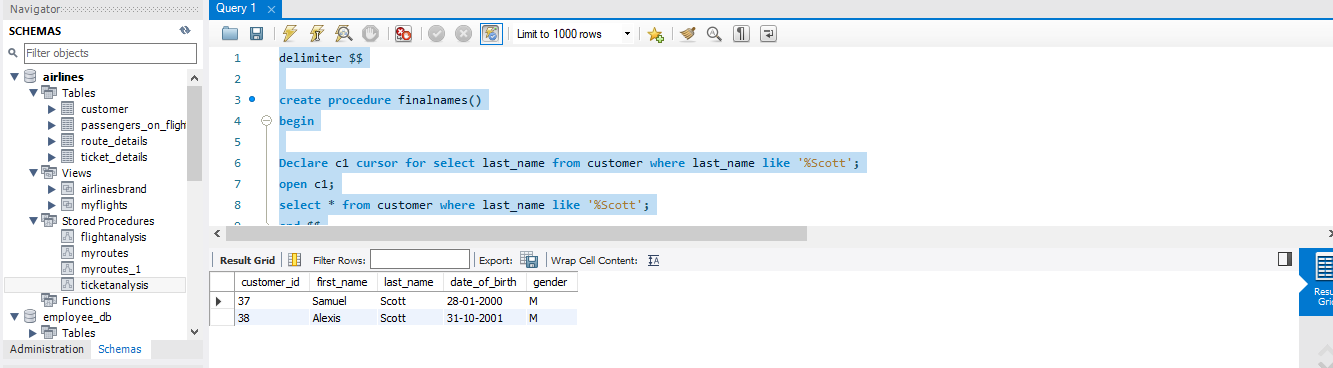 Navigator
SCHEMAS
Filter objects
airlines
Tables
customer
passengers_on_fligh
route_details
ticket_details
Views
airlinesbrand
myflights
Stored Procedures
flightanalysis
myroutes
myroutes_1
ticketanalysis
Functions
employee_db
Tables
Administration Schemas
Query 1 ×
Limit to 1000 rows
1 delimiter $$
2
3 create procedure finalnames()
4 begin
5
6 Declare c1 cursor for select last_name from customer where last_name like '%Scott';
7 open c1;
8 select * from customer where last_name like '%Scott';
9 end $$
Result Grid Filter Rows: Export: Wrap Cell Content:
customer_id first_name last_name date_of_birth gender
37 Samuel Scott 28-01-2000 M
38 Alexis Scott 31-10-2001 M
Resu
Grid